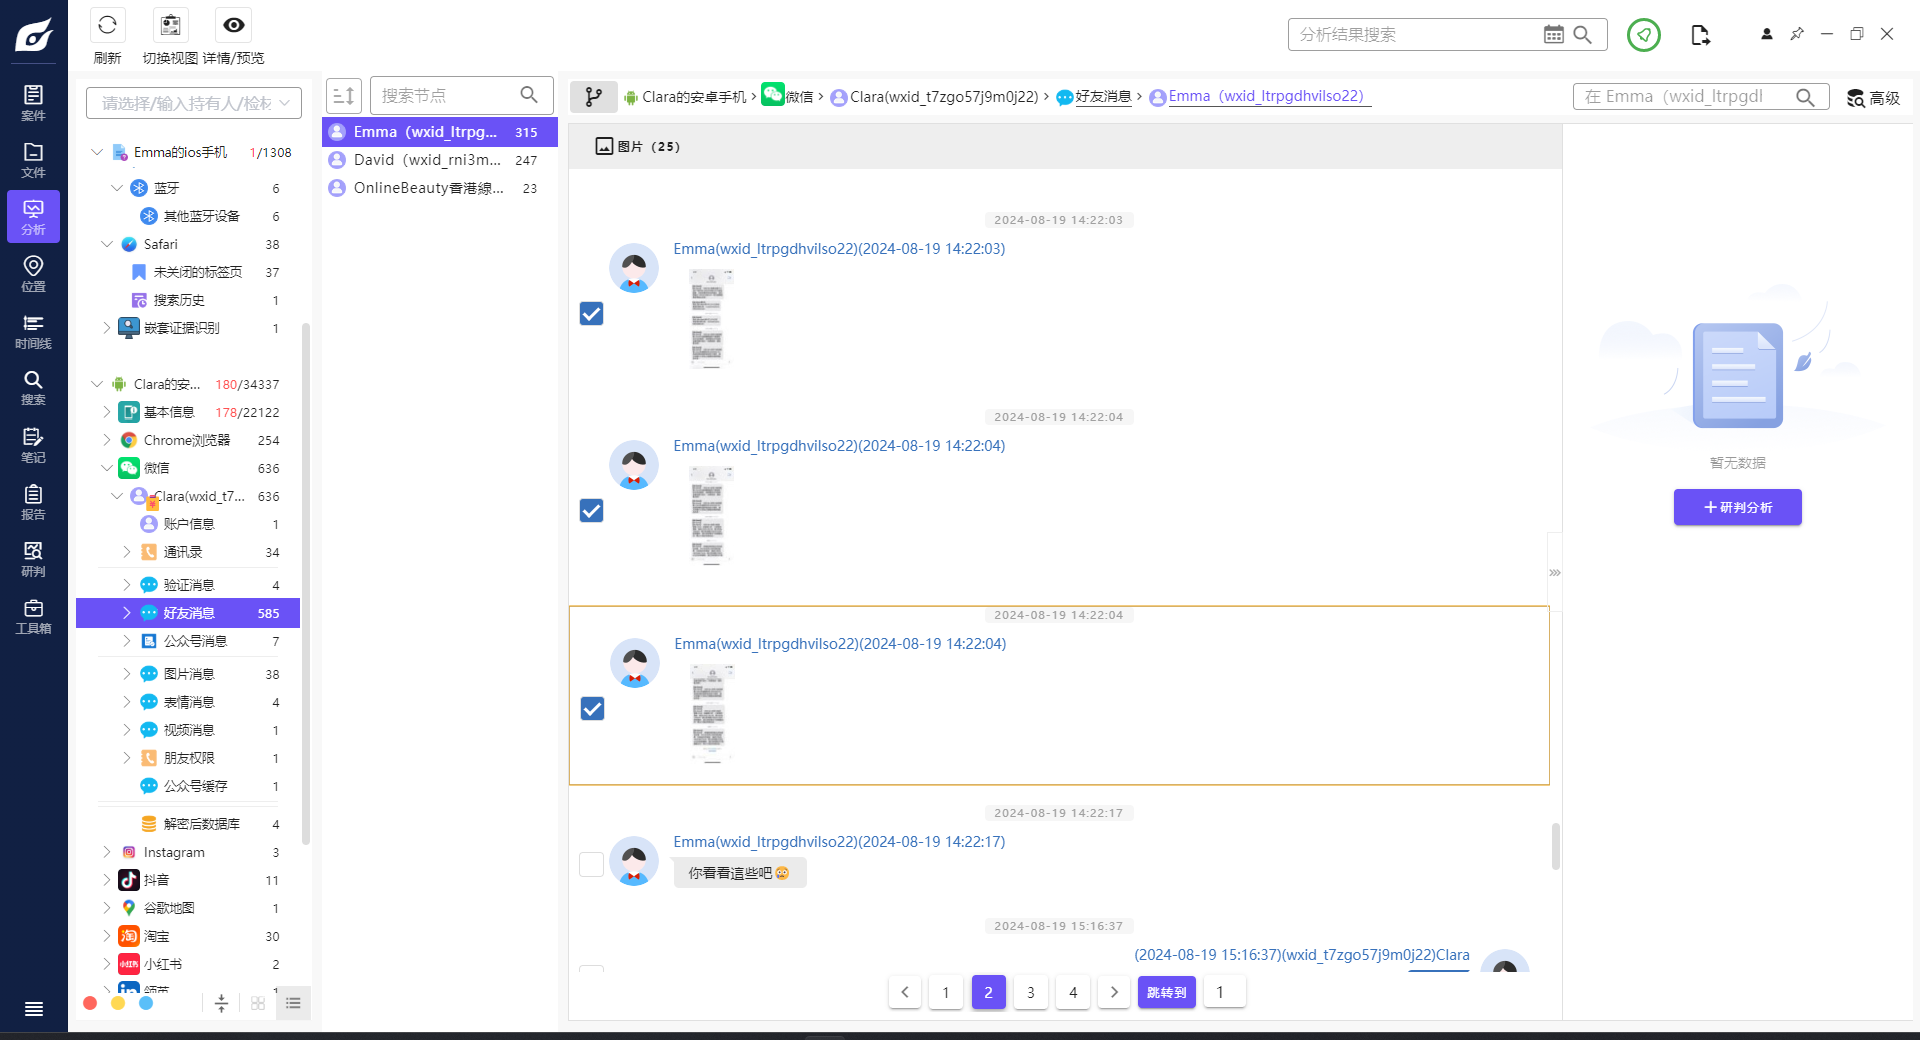 刷新
切换视图
详情/预览
分析结果搜索
案件
文件
分析
位置
时间线
搜索
笔记
报告
研判
工具箱
请选择/输入持有人/检材
Emma的ios手机 1/1308
蓝牙 6
其他蓝牙设备 6
Safari 38
未关闭的标签页 37
搜索历史 1
嵌套证据识别 1
Clara的安... 180/34337
基本信息 178/22122
Chrome浏览器 254
微信 636
Clara(wxid_t7... 636
账户信息 1
通讯录 34
验证消息 4
好友消息 585
公众号消息 7
图片消息 38
表情消息 4
视频消息 1
朋友权限 1
公众号缓存 1
解密后数据库 4
Instagram 3
抖音 11
谷歌地图 1
淘宝 30
小红书 2
搜索节点
Emma（wxid_ltrpg... 315
David（wxid_rni3m... 247
OnlineBeauty香港線... 23
Clara的安卓手机 > 微信 > Clara(wxid_t7zgo57j9m0j22) > 好友消息 > Emma（wxid_ltrpgdhvilso22）
在 Emma（wxid_ltrpgdl
高级
图片（25）
2024-08-19 14:22:03
Emma(wxid_ltrpgdhvilso22)(2024-08-19 14:22:03)
2024-08-19 14:22:04
Emma(wxid_ltrpgdhvilso22)(2024-08-19 14:22:04)
2024-08-19 14:22:04
Emma(wxid_ltrpgdhvilso22)(2024-08-19 14:22:04)
2024-08-19 14:22:17
Emma(wxid_ltrpgdhvilso22)(2024-08-19 14:22:17)
你看看這些吧😳
2024-08-19 15:16:37
(2024-08-19 15:16:37)(wxid_t7zgo57j9m0j22)Clara
1 2 3 4 跳转到 1
暂无数据
+研判分析